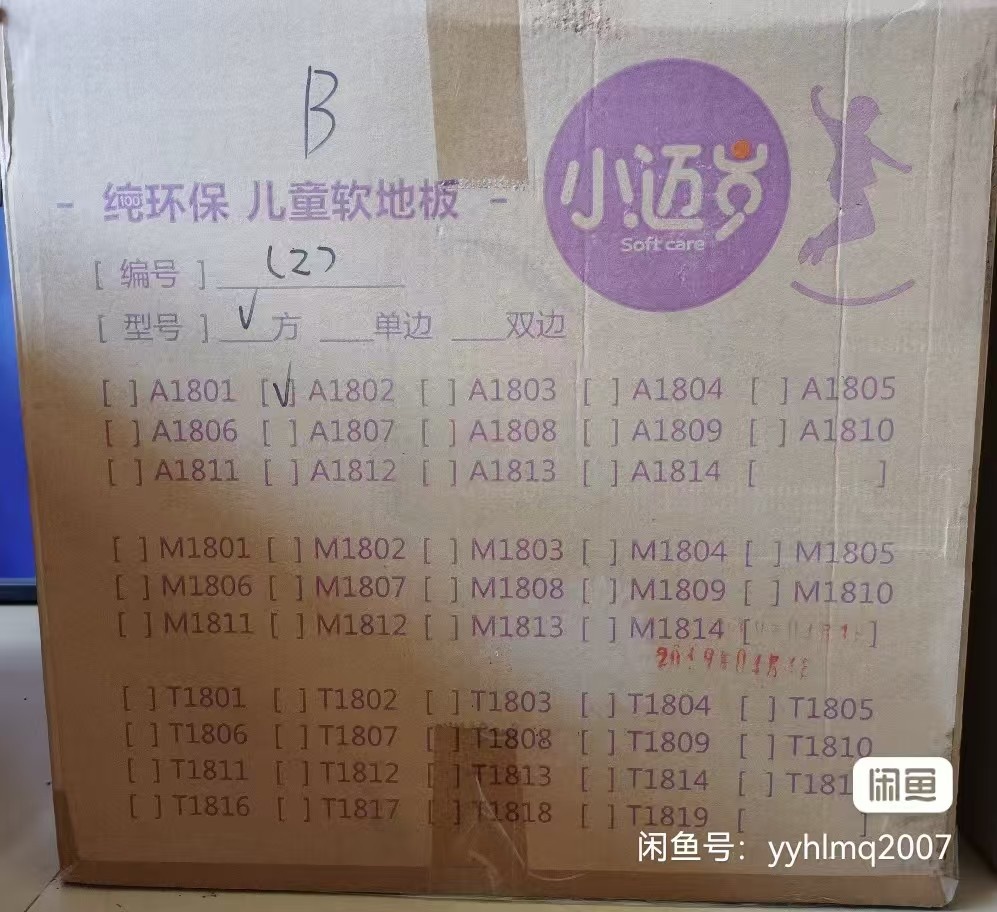 B
- 纯环保 儿童软地板 -
小迈岁
Soft care
[ 编号 ] (2)
[ 型号 ] √方 ___单边 ___双边
[ ] A1801 [√] A1802 [ ] A1803 [ ] A1804 [ ] A1805
[ ] A1806 [ ] A1807 [ ] A1808 [ ] A1809 [ ] A1810
[ ] A1811 [ ] A1812 [ ] A1813 [ ] A1814 [ ]
[ ] M1801 [ ] M1802 [ ] M1803 [ ] M1804 [ ] M1805
[ ] M1806 [ ] M1807 [ ] M1808 [ ] M1809 [ ] M1810
[ ] M1811 [ ] M1812 [ ] M1813 [ ] M1814 [ ]
[ ] T1801 [ ] T1802 [ ] T1803 [ ] T1804 [ ] T1805
[ ] T1806 [ ] T1807 [ ] T1808 [ ] T1809 [ ] T1810
[ ] T1811 [ ] T1812 [ ] T1813 [ ] T1814 [ ] T181
[ ] T1816 [ ] T1817 [ ] T1818 [ ] T1819 [ ]
闲鱼
闲鱼号：yyhlmq2007